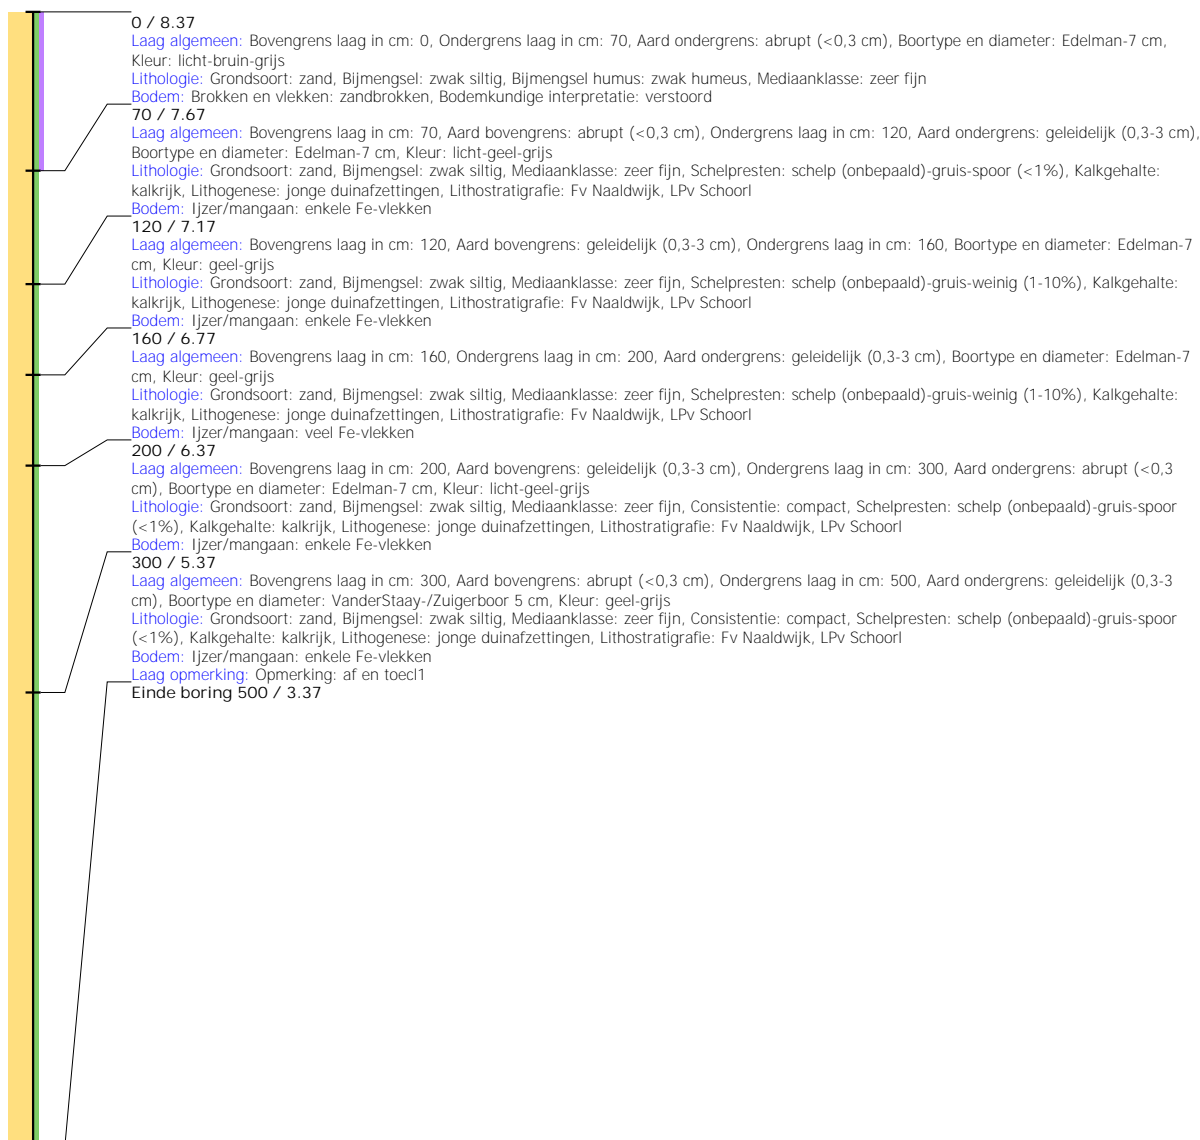 0 / 8.37
Laag algemeen: Bovengrens laag in cm: 0, Ondergrens laag in cm: 70, Aard ondergrens: abrupt (<0,3 cm), Boortype en diameter: Edelman-7 cm,
Kleur: licht-bruin-grijs
Lithologie: Grondsoort: zand, Bijmengsel: zwak siltig, Bijmengsel humus: zwak humeus, Mediaanklasse: zeer fijn
Bodem: Brokken en vlekken: zandbrokken, Bodemkundige interpretatie: verstoord
70 / 7.67
Laag algemeen: Bovengrens laag in cm: 70, Aard bovengrens: abrupt (<0,3 cm), Ondergrens laag in cm: 120, Aard ondergrens: geleidelijk (0,3-3 cm),
Boortype en diameter: Edelman-7 cm, Kleur: licht-geel-grijs
Lithologie: Grondsoort: zand, Bijmengsel: zwak siltig, Mediaanklasse: zeer fijn, Schelpresten: schelp (onbepaald)-gruis-spoor (<1%), Kalkgehalte:
kalkrijk, Lithogenese: jonge duinafzettingen, Lithostratigrafie: Fv Naaldwijk, LPv Schoorl
Bodem: Ijzer/mangaan: enkele Fe-vlekken
120 / 7.17
Laag algemeen: Bovengrens laag in cm: 120, Aard bovengrens: geleidelijk (0,3-3 cm), Ondergrens laag in cm: 160, Boortype en diameter: Edelman-7
cm, Kleur: geel-grijs
Lithologie: Grondsoort: zand, Bijmengsel: zwak siltig, Mediaanklasse: zeer fijn, Schelpresten: schelp (onbepaald)-gruis-weinig (1-10%), Kalkgehalte:
kalkrijk, Lithogenese: jonge duinafzettingen, Lithostratigrafie: Fv Naaldwijk, LPv Schoorl
Bodem: Ijzer/mangaan: enkele Fe-vlekken
160 / 6.77
Laag algemeen: Bovengrens laag in cm: 160, Ondergrens laag in cm: 200, Aard ondergrens: geleidelijk (0,3-3 cm), Boortype en diameter: Edelman-7
cm, Kleur: geel-grijs
Lithologie: Grondsoort: zand, Bijmengsel: zwak siltig, Mediaanklasse: zeer fijn, Schelpresten: schelp (onbepaald)-gruis-weinig (1-10%), Kalkgehalte:
kalkrijk, Lithogenese: jonge duinafzettingen, Lithostratigrafie: Fv Naaldwijk, LPv Schoorl
Bodem: Ijzer/mangaan: veel Fe-vlekken
200 / 6.37
Laag algemeen: Bovengrens laag in cm: 200, Aard bovengrens: geleidelijk (0,3-3 cm), Ondergrens laag in cm: 300, Aard ondergrens: abrupt (<0,3
cm), Boortype en diameter: Edelman-7 cm, Kleur: licht-geel-grijs
Lithologie: Grondsoort: zand, Bijmengsel: zwak siltig, Mediaanklasse: zeer fijn, Consistentie: compact, Schelpresten: schelp (onbepaald)-gruis-spoor
(<1%), Kalkgehalte: kalkrijk, Lithogenese: jonge duinafzettingen, Lithostratigrafie: Fv Naaldwijk, LPv Schoorl
Bodem: Ijzer/mangaan: enkele Fe-vlekken
300 / 5.37
Laag algemeen: Bovengrens laag in cm: 300, Aard bovengrens: abrupt (<0,3 cm), Ondergrens laag in cm: 500, Aard ondergrens: geleidelijk (0,3-3
cm), Boortype en diameter: VanderStaay-/Zuigerboor 5 cm, Kleur: geel-grijs
Lithologie: Grondsoort: zand, Bijmengsel: zwak siltig, Mediaanklasse: zeer fijn, Consistentie: compact, Schelpresten: schelp (onbepaald)-gruis-spoor
(<1%), Kalkgehalte: kalkrijk, Lithogenese: jonge duinafzettingen, Lithostratigrafie: Fv Naaldwijk, LPv Schoorl
Bodem: Ijzer/mangaan: enkele Fe-vlekken
Laag opmerking: Opmerking: af en toecl1
Einde boring 500 / 3.37